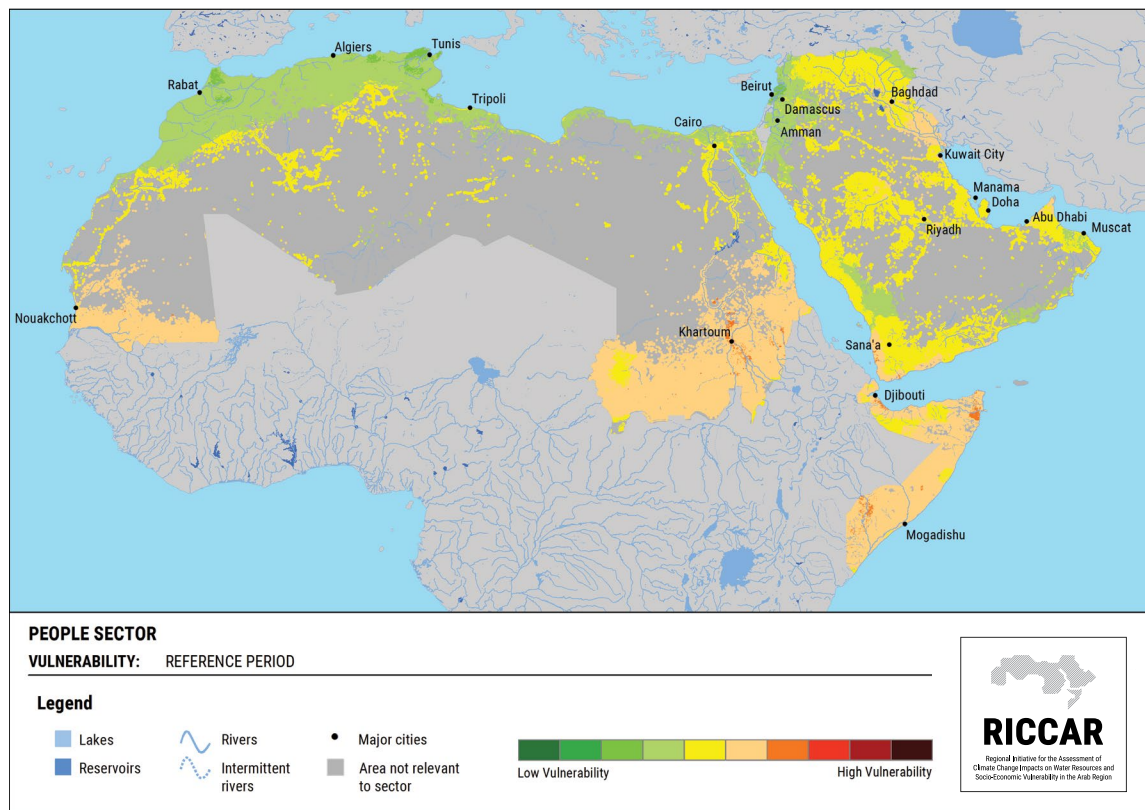 Algiers
Tunis
Rabat
Tripoli
Beirut
Damascus
Baghdad
Cairo
Amman
Kuwait City
Manama
Doha
Abu Dhabi
Riyadh
Muscat
Nouakchott
Khartoum
Sana'a
Djibouti
Mogadishu
PEOPLE SECTOR
VULNERABILITY: REFERENCE PERIOD
Legend
Lakes
Reservoirs
Rivers
Intermittent
rivers
Major cities
Area not relevant
to sector
Low Vulnerability
High Vulnerability
RICCAR
Regional Initiative for the Assessment of
Climate Change Impacts on Water Resources and
Socio-Economic Vulnerability in the Arab Region